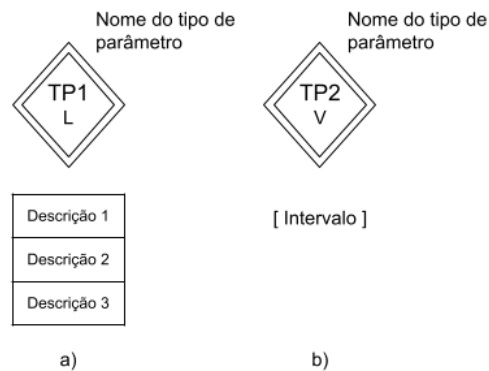 Nome do tipo de
parâmetro
TP1
L
Descrição 1
Descrição 2
Descrição 3
a)
Nome do tipo de
parâmetro
TP2
V
[ Intervalo ]
b)